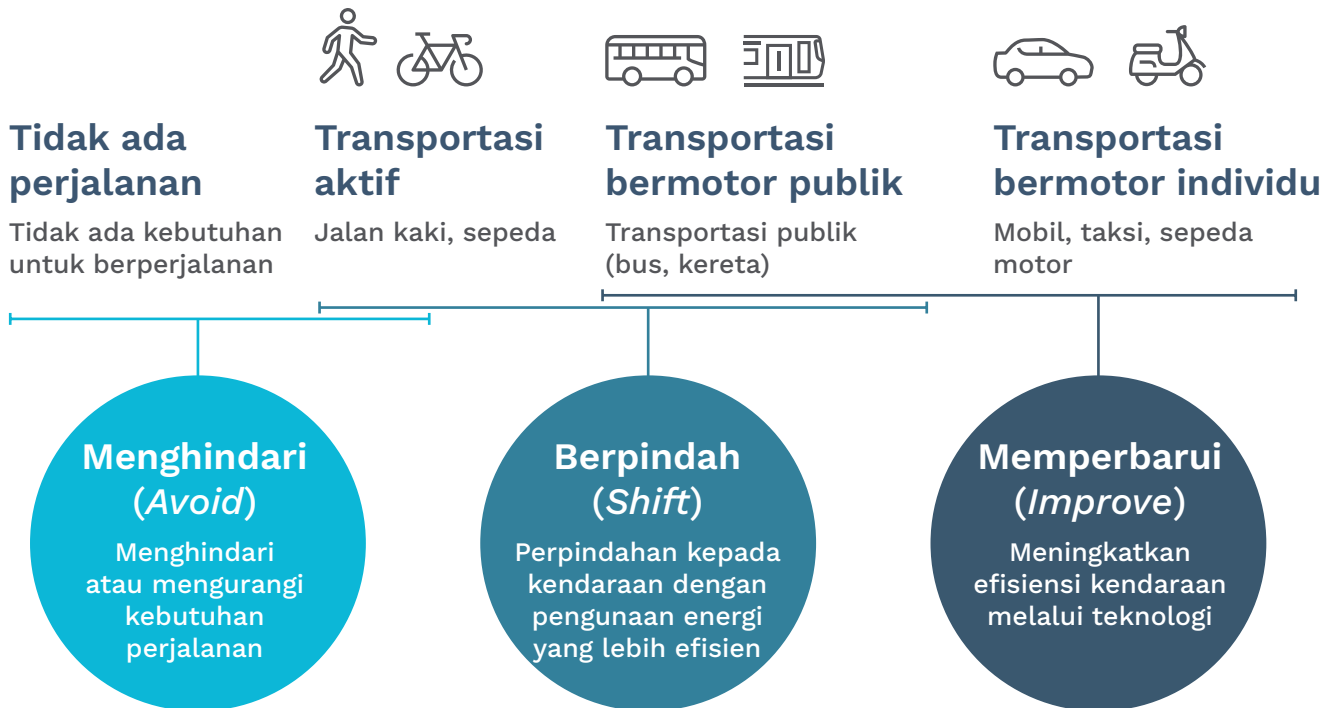 Tidak ada
perjalanan
Tidak ada kebutuhan
untuk berperjalanan
Transportasi
aktif
Jalan kaki, sepeda
Transportasi
bermotor publik
Transportasi publik
(bus, kereta)
Transportasi
bermotor individu
Mobil, taksi, sepeda
motor
Menghindari
(Avoid)
Menghindari
atau mengurangi
kebutuhan
perjalanan
Berpindah
(Shift)
Perpindahan kepada
kendaraan dengan
pengunaan energi
yang lebih efisien
Memperbarui
(Improve)
Meningkatkan
efisiensi kendaraan
melalui teknologi